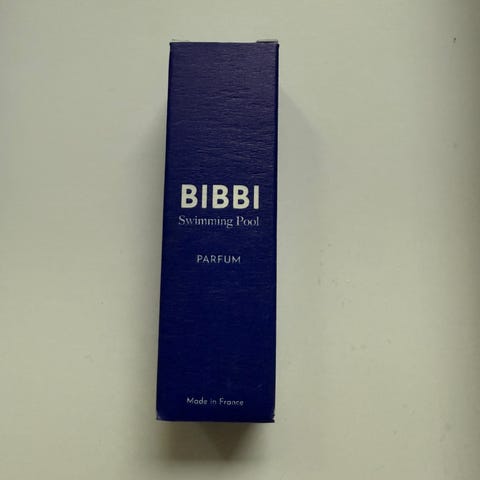 BIBBI
Swimming Pool
PARFUM
Made in France